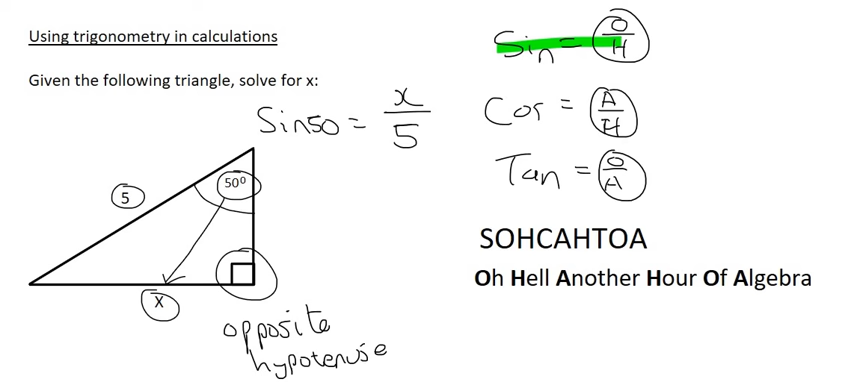 Using trigonometry in calculations
Given the following triangle, solve for x:
Sin50 = x/5
5
50⁰
x
opposite
hypotenuse
Sin = O/H
Cos = A/H
Tan = O/A
SOHCAHTOA
Oh Hell Another Hour Of Algebra